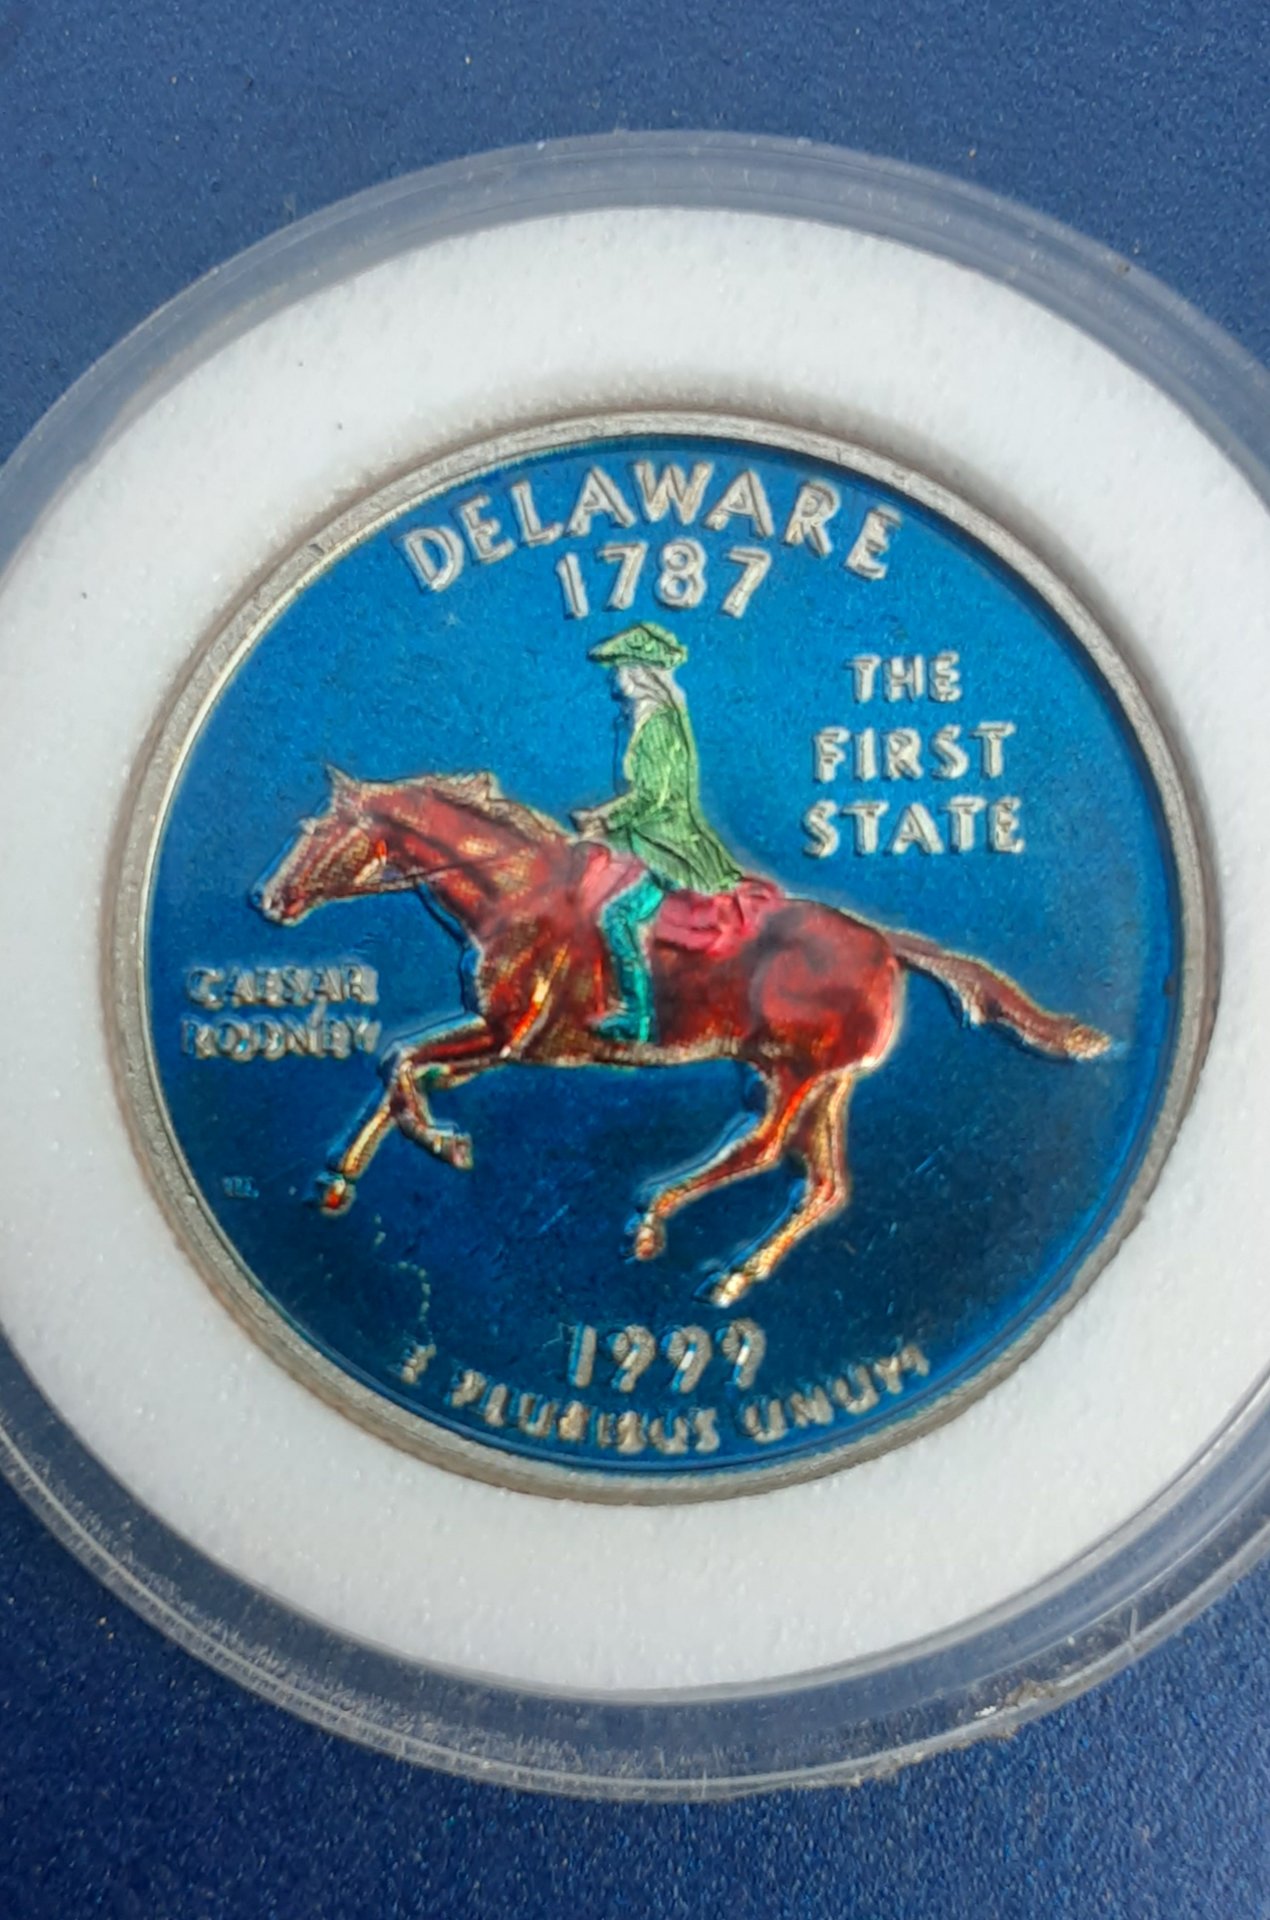 DELAWARE
1787
THE
FIRST
STATE
CAESAR
RODNEY
1999
E PLURIBUS UNUM